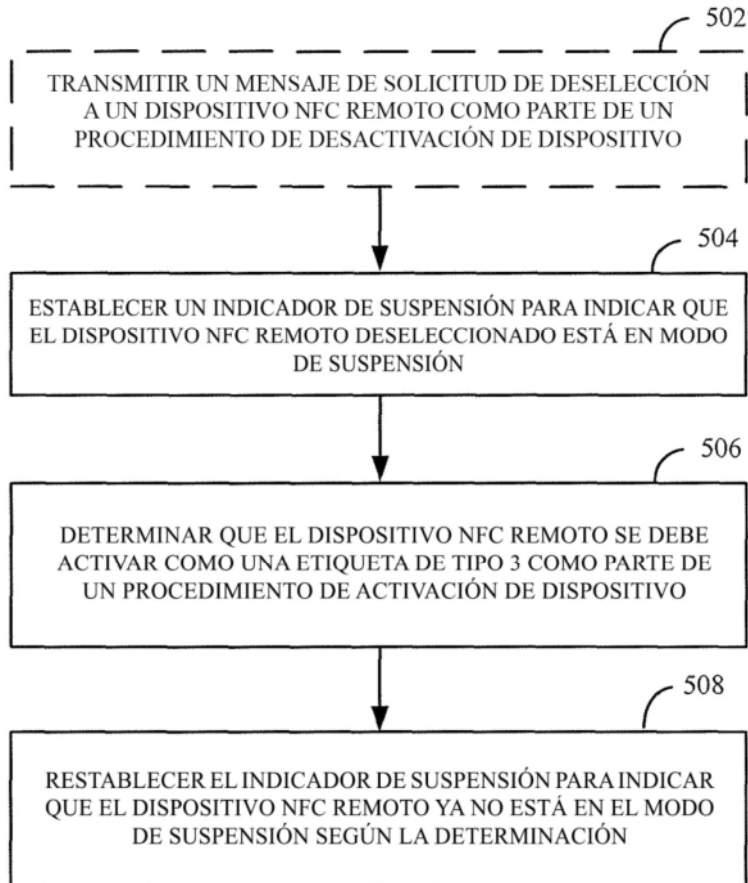 502
TRANSMITIR UN MENSAJE DE SOLICITUD DE DESELECCIÓN
A UN DISPOSITIVO NFC REMOTO COMO PARTE DE UN
PROCEDIMIENTO DE DESACTIVACIÓN DE DISPOSITIVO
504
ESTABLECER UN INDICADOR DE SUSPENSIÓN PARA INDICAR QUE
EL DISPOSITIVO NFC REMOTO DESELECCIONADO ESTÁ EN MODO
DE SUSPENSIÓN
506
DETERMINAR QUE EL DISPOSITIVO NFC REMOTO SE DEBE
ACTIVAR COMO UNA ETIQUETA DE TIPO 3 COMO PARTE DE
UN PROCEDIMIENTO DE ACTIVACIÓN DE DISPOSITIVO
508
RESTABLECER EL INDICADOR DE SUSPENSIÓN PARA INDICAR
QUE EL DISPOSITIVO NFC REMOTO YA NO ESTÁ EN EL MODO
DE SUSPENSIÓN SEGÚN LA DETERMINACIÓN